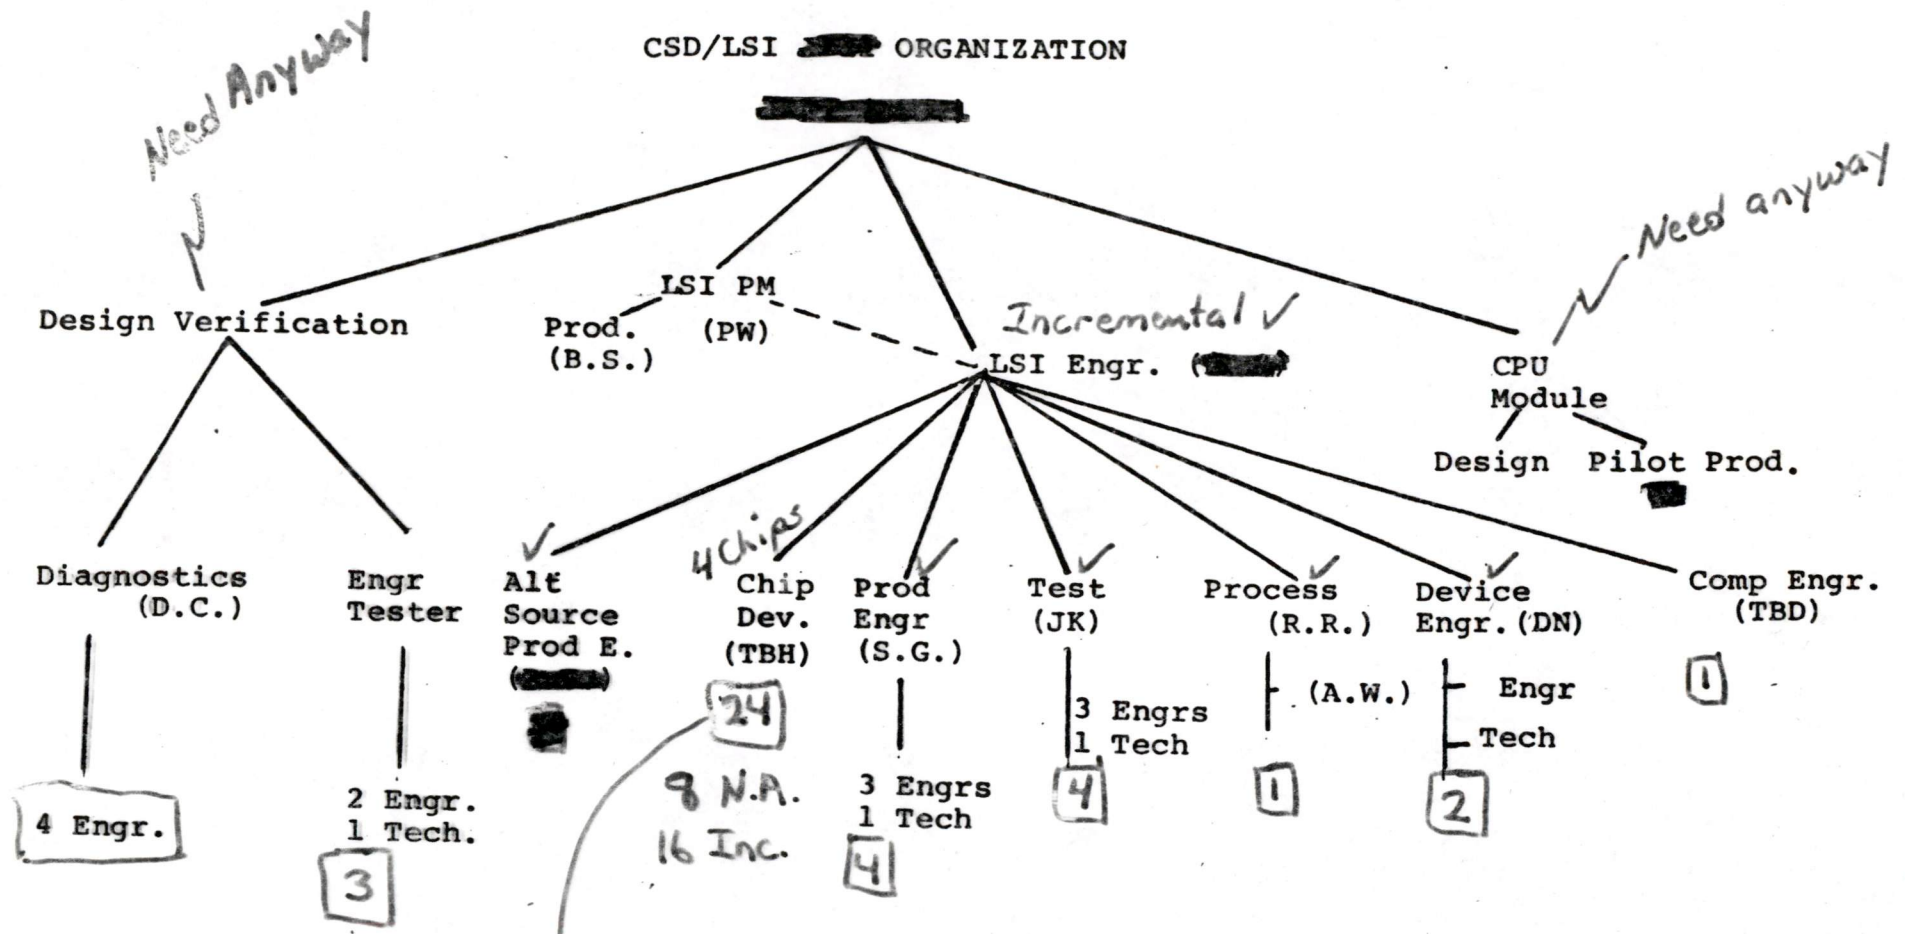 CSD/LSI ORGANIZATION
Need Anyway
Need anyway
Design Verification
LSI PM
(PW)
Prod.
(B.S.)
Incremental ✓
LSI Engr. ( )
CPU
Module
Design
Pilot Prod.
Diagnostics
(D.C.)
4 Engr.
Engr
Tester
2 Engr.
1 Tech.
3
Alt
Source
Prod E.
4 Chips
Chip
Dev.
(TBH)
24
8 N.A.
16 Inc.
Prod
Engr
(S.G.)
3 Engrs
1 Tech
4
Test
(JK)
3 Engrs
1 Tech
4
Process
(R.R.)
(A.W.)
1
Device
Engr. (DN)
Engr
Tech
2
Comp Engr.
(TBD)
1